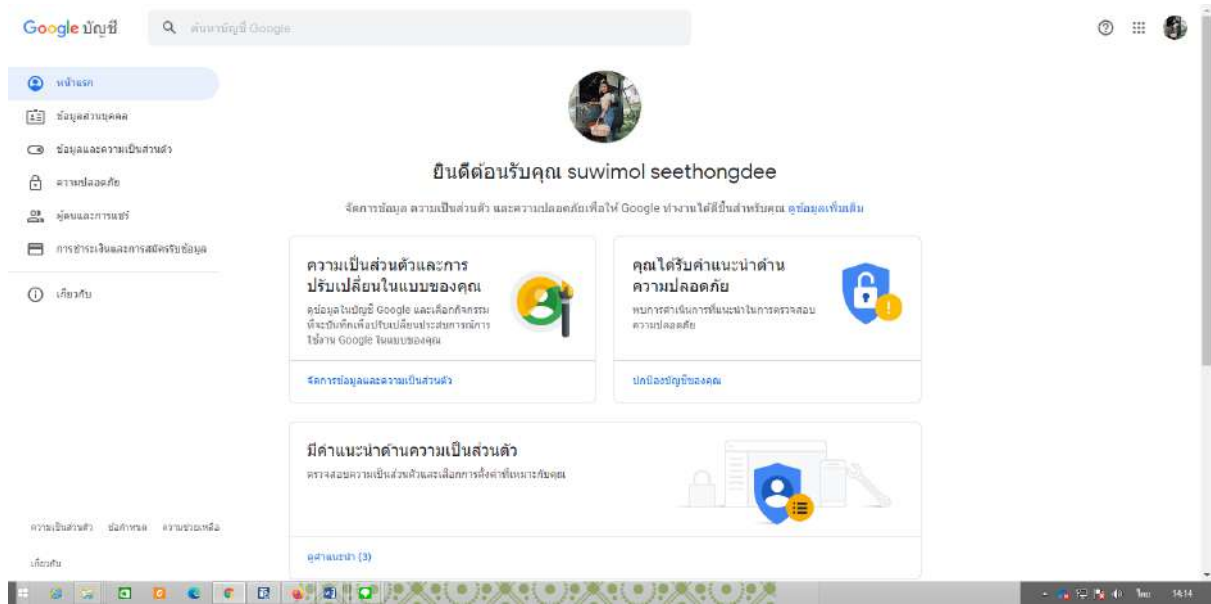 Google บัญชี
ค้นหาบัญชี Google
หน้าแรก
ข้อมูลส่วนบุคคล
ข้อมูลและความเป็นส่วนตัว
ความปลอดภัย
ผู้คนและการแชร์
การชำระเงินและการสมัครรับข้อมูล
เกี่ยวกับ
ยินดีต้อนรับคุณ suwimol seethongdee
จัดการข้อมูล ความเป็นส่วนตัว และความปลอดภัยเพื่อให้ Google ทำงานได้ดีขึ้นสำหรับคุณ ดูข้อมูลเพิ่มเติม
ความเป็นส่วนตัวและการ
ปรับเปลี่ยนในแบบของคุณ
ดูข้อมูลในบัญชี Google และเลือกกิจกรรม
ที่จะบันทึกเพื่อปรับเปลี่ยนประสบการณ์การ
ใช้งาน Google ในแบบของคุณ
จัดการข้อมูลและความเป็นส่วนตัว
คุณได้รับคำแนะนำด้าน
ความปลอดภัย
พบการดำเนินการที่แนะนำในการตรวจสอบ
ความปลอดภัย
ปกป้องบัญชีของคุณ
มีคำแนะนำด้านความเป็นส่วนตัว
ตรวจสอบความเป็นส่วนตัวและเลือกการตั้งค่าที่เหมาะกับคุณ
ดูคำแนะนำ (3)
ความเป็นส่วนตัว ข้อกำหนด ความช่วยเหลือ
เกี่ยวกับ
ไทย 14:14